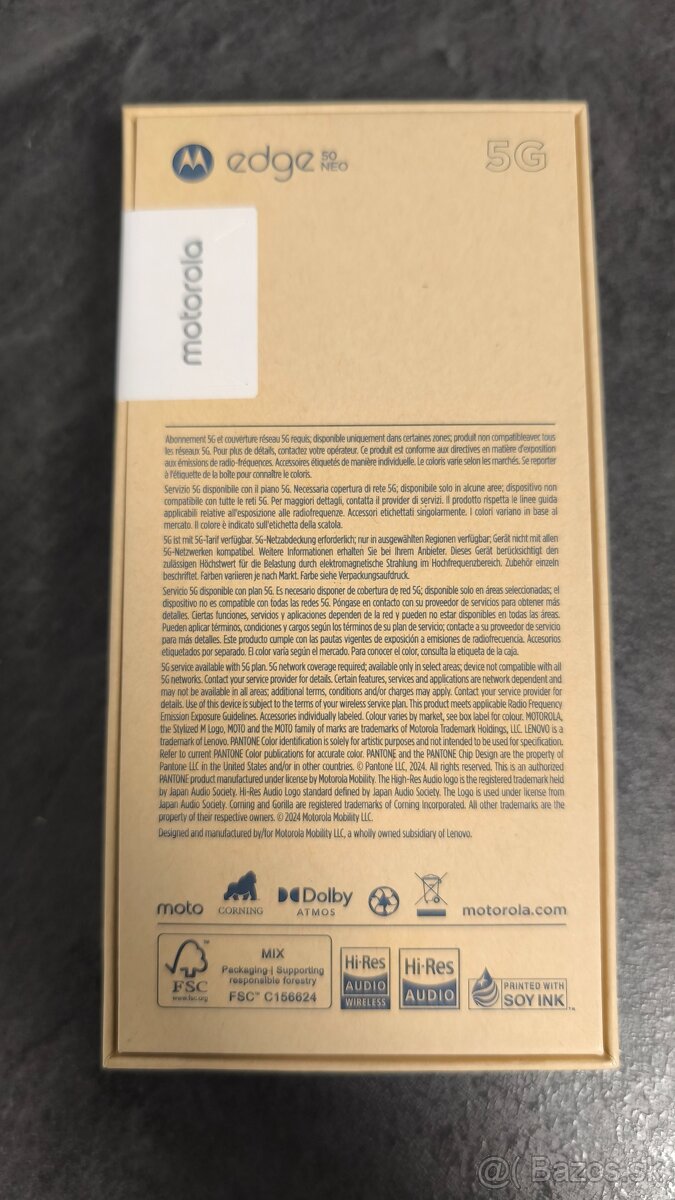 edge 50 NEO 5G
motorola
Abonnement 5G et couverture réseau 5G requis; disponible uniquement dans certaines zones; produit non compatibleavec tous
les réseaux 5G. Pour plus de détails, contactez votre opérateur. Ce produit est conforme aux directives en matière d'exposition
aux émissions de radio-fréquences. Accessoires étiquetés de manière individuelle. Le coloris varie selon les marchés. Se reporter
à l'étiquette de la boîte pour connaître le coloris.
Servizio 5G disponibile con il piano 5G. Necessaria copertura di rete 5G; disponibile solo in alcune aree; dispositivo non
compatibile con tutte le reti 5G. Per maggiori dettagli, contatta il provider di servizi. Il prodotto rispetta le linee guida
applicabili relative all'esposizione alle radiofrequenze. Accessori etichettati singolarmente. I colori variano in base al
mercato. Il colore è indicato sull'etichetta della scatola.
5G ist mit 5G-Tarif verfügbar. 5G-Netzabdeckung erforderlich; nur in ausgewählten Regionen verfügbar; Gerät nicht mit allen
5G-Netzwerken kompatibel. Weitere Informationen erhalten Sie bei Ihrem Anbieter. Dieses Gerät berücksichtigt den
zulässigen Höchstwert für die Belastung durch elektromagnetische Strahlung im Hochfrequenzbereich. Zubehör einzeln
beschriftet. Farben variieren je nach Markt. Farbe siehe Verpackungsaufdruck.
Servicio 5G disponible con plan 5G. Es necesario disponer de cobertura de red 5G; disponible solo en áreas seleccionadas; el
dispositivo no es compatible con todas las redes 5G. Póngase en contacto con su proveedor de servicios para obtener más
detalles. Ciertas funciones, servicios y aplicaciones dependen de la red y pueden no estar disponibles en todas las áreas.
Pueden aplicar términos, condiciones y cargos según los términos de su plan de servicio; contacte a su proveedor de servicio
para más detalles. Este producto cumple con las pautas vigentes de exposición a emisiones de radiofrecuencia. Accesorios
etiquetados por separado. El color varía según el mercado. Para conocer el color, consulta la etiqueta de la caja.
5G service available with 5G plan. 5G network coverage required; available only in select areas; device not compatible with all
5G networks. Contact your service provider for details. Certain features, services and applications are network dependent and
may not be available in all areas; additional terms, conditions and/or charges may apply. Contact your service provider for
details. Use of this device is subject to the terms of your wireless service plan. This product meets applicable Radio Frequency
Emission Exposure Guidelines. Accessories individually labeled. Colour varies by market, see box label for colour. MOTOROLA,
the Stylized M Logo, MOTO and the MOTO family of marks are trademarks of Motorola Trademark Holdings, LLC. LENOVO is a
trademark of Lenovo. PANTONE Color identification is solely for artistic purposes and not intended to be used for specification.
Refer to current PANTONE Color publications for accurate color. PANTONE and the PANTONE Chip Design are the property of
Pantone LLC in the United States and/or in other countries. © Pantone LLC, 2024. All rights reserved. This is an authorized
PANTONE product manufactured under license by Motorola Mobility. The High-Res Audio logo is the registered trademark held
by Japan Audio Society. Hi-Res Audio Logo standard defined by Japan Audio Society. The Logo is used under license from
Japan Audio Society. Corning and Gorilla are registered trademarks of Corning Incorporated. All other trademarks are the
property of their respective owners. © 2024 Motorola Mobility LLC.
Designed and manufactured by/for Motorola Mobility LLC, a wholly owned subsidiary of Lenovo.
moto CORNING Dolby ATMOS motorola.com
FSC™
www.fsc.org
MIX
Packaging | Supporting
responsible forestry
FSC™ C156624
Hi-Res
AUDIO
WIRELESS
Hi-Res
AUDIO
PRINTED WITH
SOY INK™
@( Bazos.sk